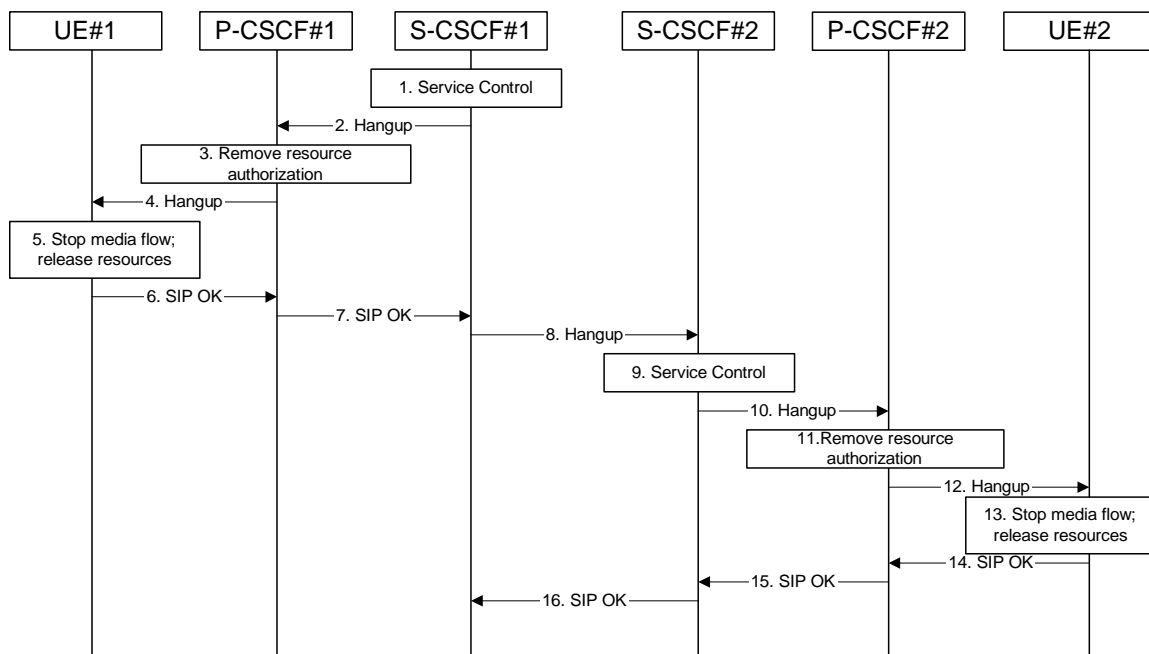 UE#1
P-CSCF#1
S-CSCF#1
S-CSCF#2
P-CSCF#2
UE#2
1. Service Control
2. Hangup
3. Remove resource
authorization
4. Hangup
5. Stop media flow;
release resources
6. SIP OK
7. SIP OK
8. Hangup
9. Service Control
10. Hangup
11.Remove resource
authorization
12. Hangup
13. Stop media flow;
release resources
14. SIP OK
15. SIP OK
16. SIP OK